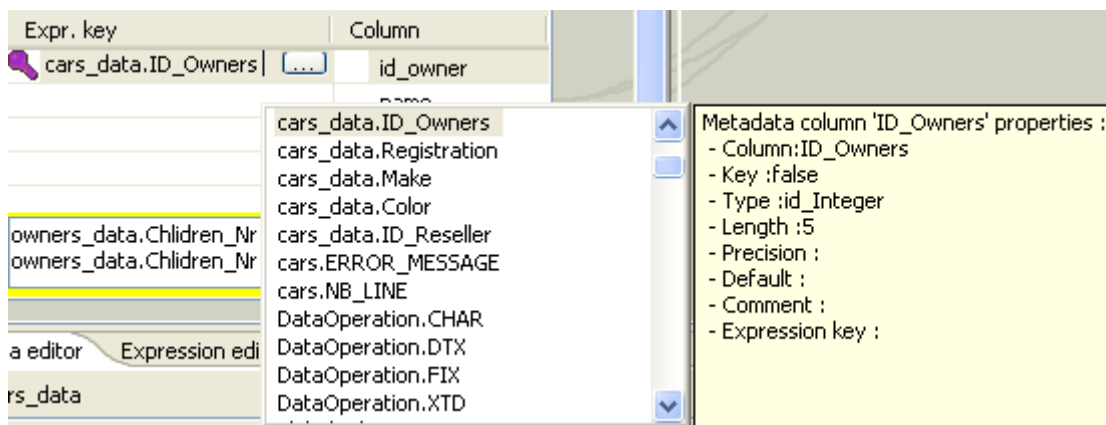 Expr. key Column
cars_data.ID_Owners ... id_owner
name
cars_data.ID_Owners
cars_data.Registration
cars_data.Make
cars_data.Color
cars_data.ID_Reseller
cars.ERROR_MESSAGE
cars.NB_LINE
DataOperation.CHAR
DataOperation.DTX
DataOperation.FIX
DataOperation.XTD
Metadata column 'ID_Owners' properties :
- Column:ID_Owners
- Key :false
- Type :id_Integer
- Length :5
- Precision :
- Default :
- Comment :
- Expression key :
owners_data.Chlidren_Nr
owners_data.Chlidren_Nr
a editor Expression edi
rs_data